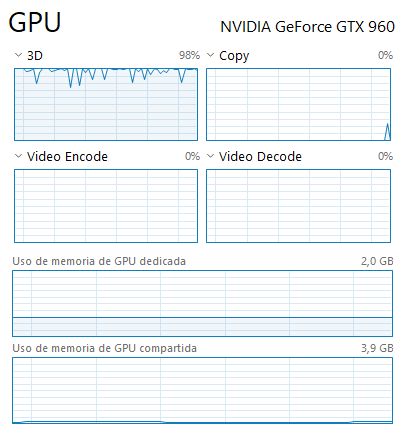 GPU NVIDIA GeForce GTX 960
3D 98% Copy 0%
Video Encode 0% Video Decode 0%
Uso de memoria de GPU dedicada 2,0 GB
Uso de memoria de GPU compartida 3,9 GB